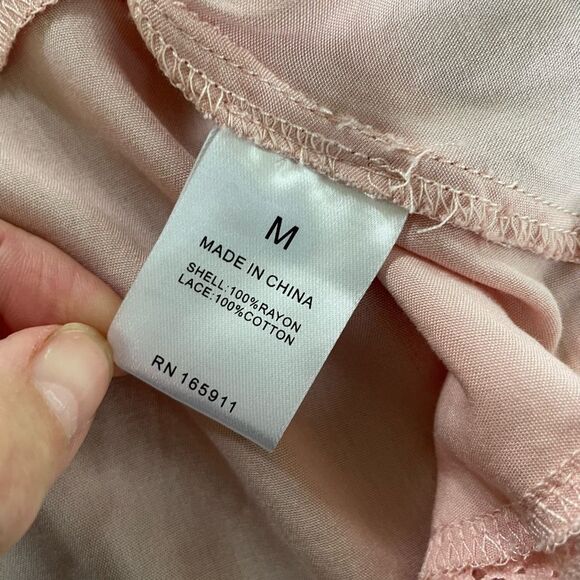 M
MADE IN CHINA
SHELL:100%RAYON
LACE:100%COTTON
RN 165911